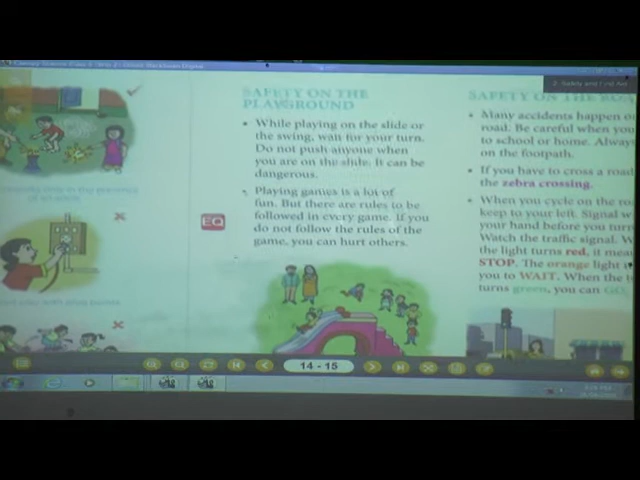 2. Safety and First Aid
SAFETY ON THE
PLAYGROUND
• While playing on the slide or
the swing, wait for your turn.
Do not push anyone when
you are on the slide. It can be
dangerous.
• Playing games is a lot of
fun. But there are rules to be
followed in every game. If you
do not follow the rules of the
game, you can hurt others.
EQ
SAFETY ON THE
• Many accidents happen
road. Be careful when you
to school or home. Always
on the footpath.
• If you have to cross a road
the zebra crossing.
• When you cycle on the
keep to your left. Signal
your hand before you turn
Watch the traffic signal.
the light turns red, it
STOP. The orange light
you to WAIT. When the
turns green, you can GO.
14 - 15